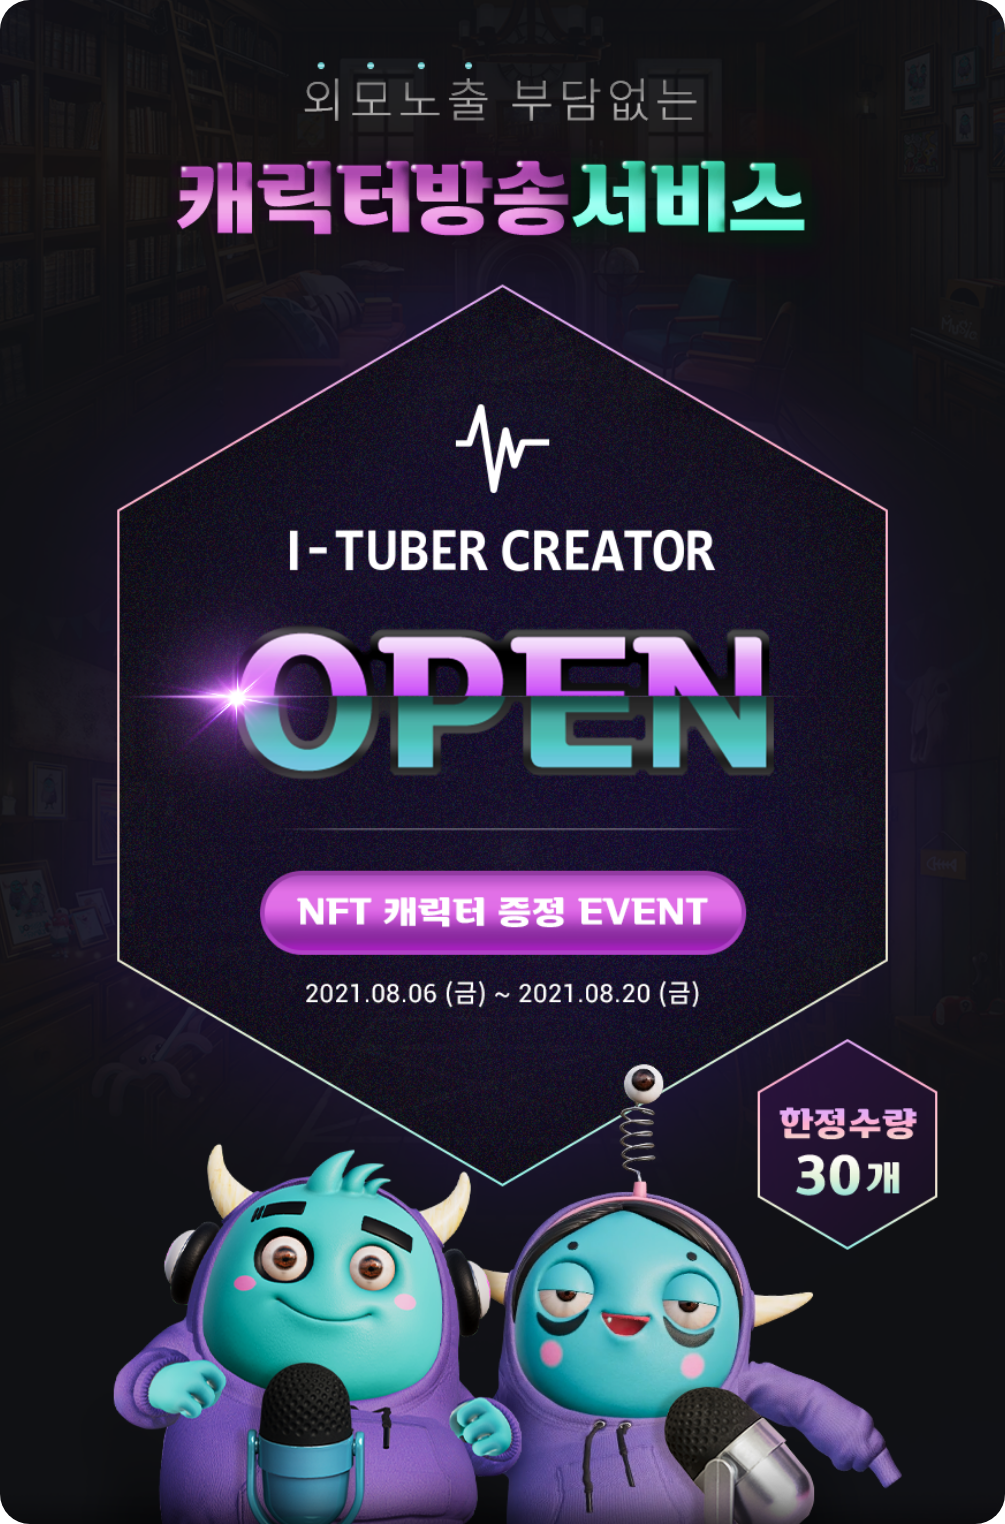 외모노출 부담없는
캐릭터방송서비스
I-TUBER CREATOR
OPEN
NFT 캐릭터 증정 EVENT
2021.08.06 (금) ~ 2021.08.20 (금)
한정수량
30개